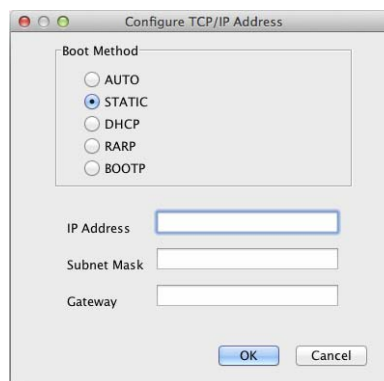 Configure TCP/IP Address
Boot Method
AUTO
STATIC
DHCP
RARP
BOOTP
IP Address
Subnet Mask
Gateway
OK Cancel